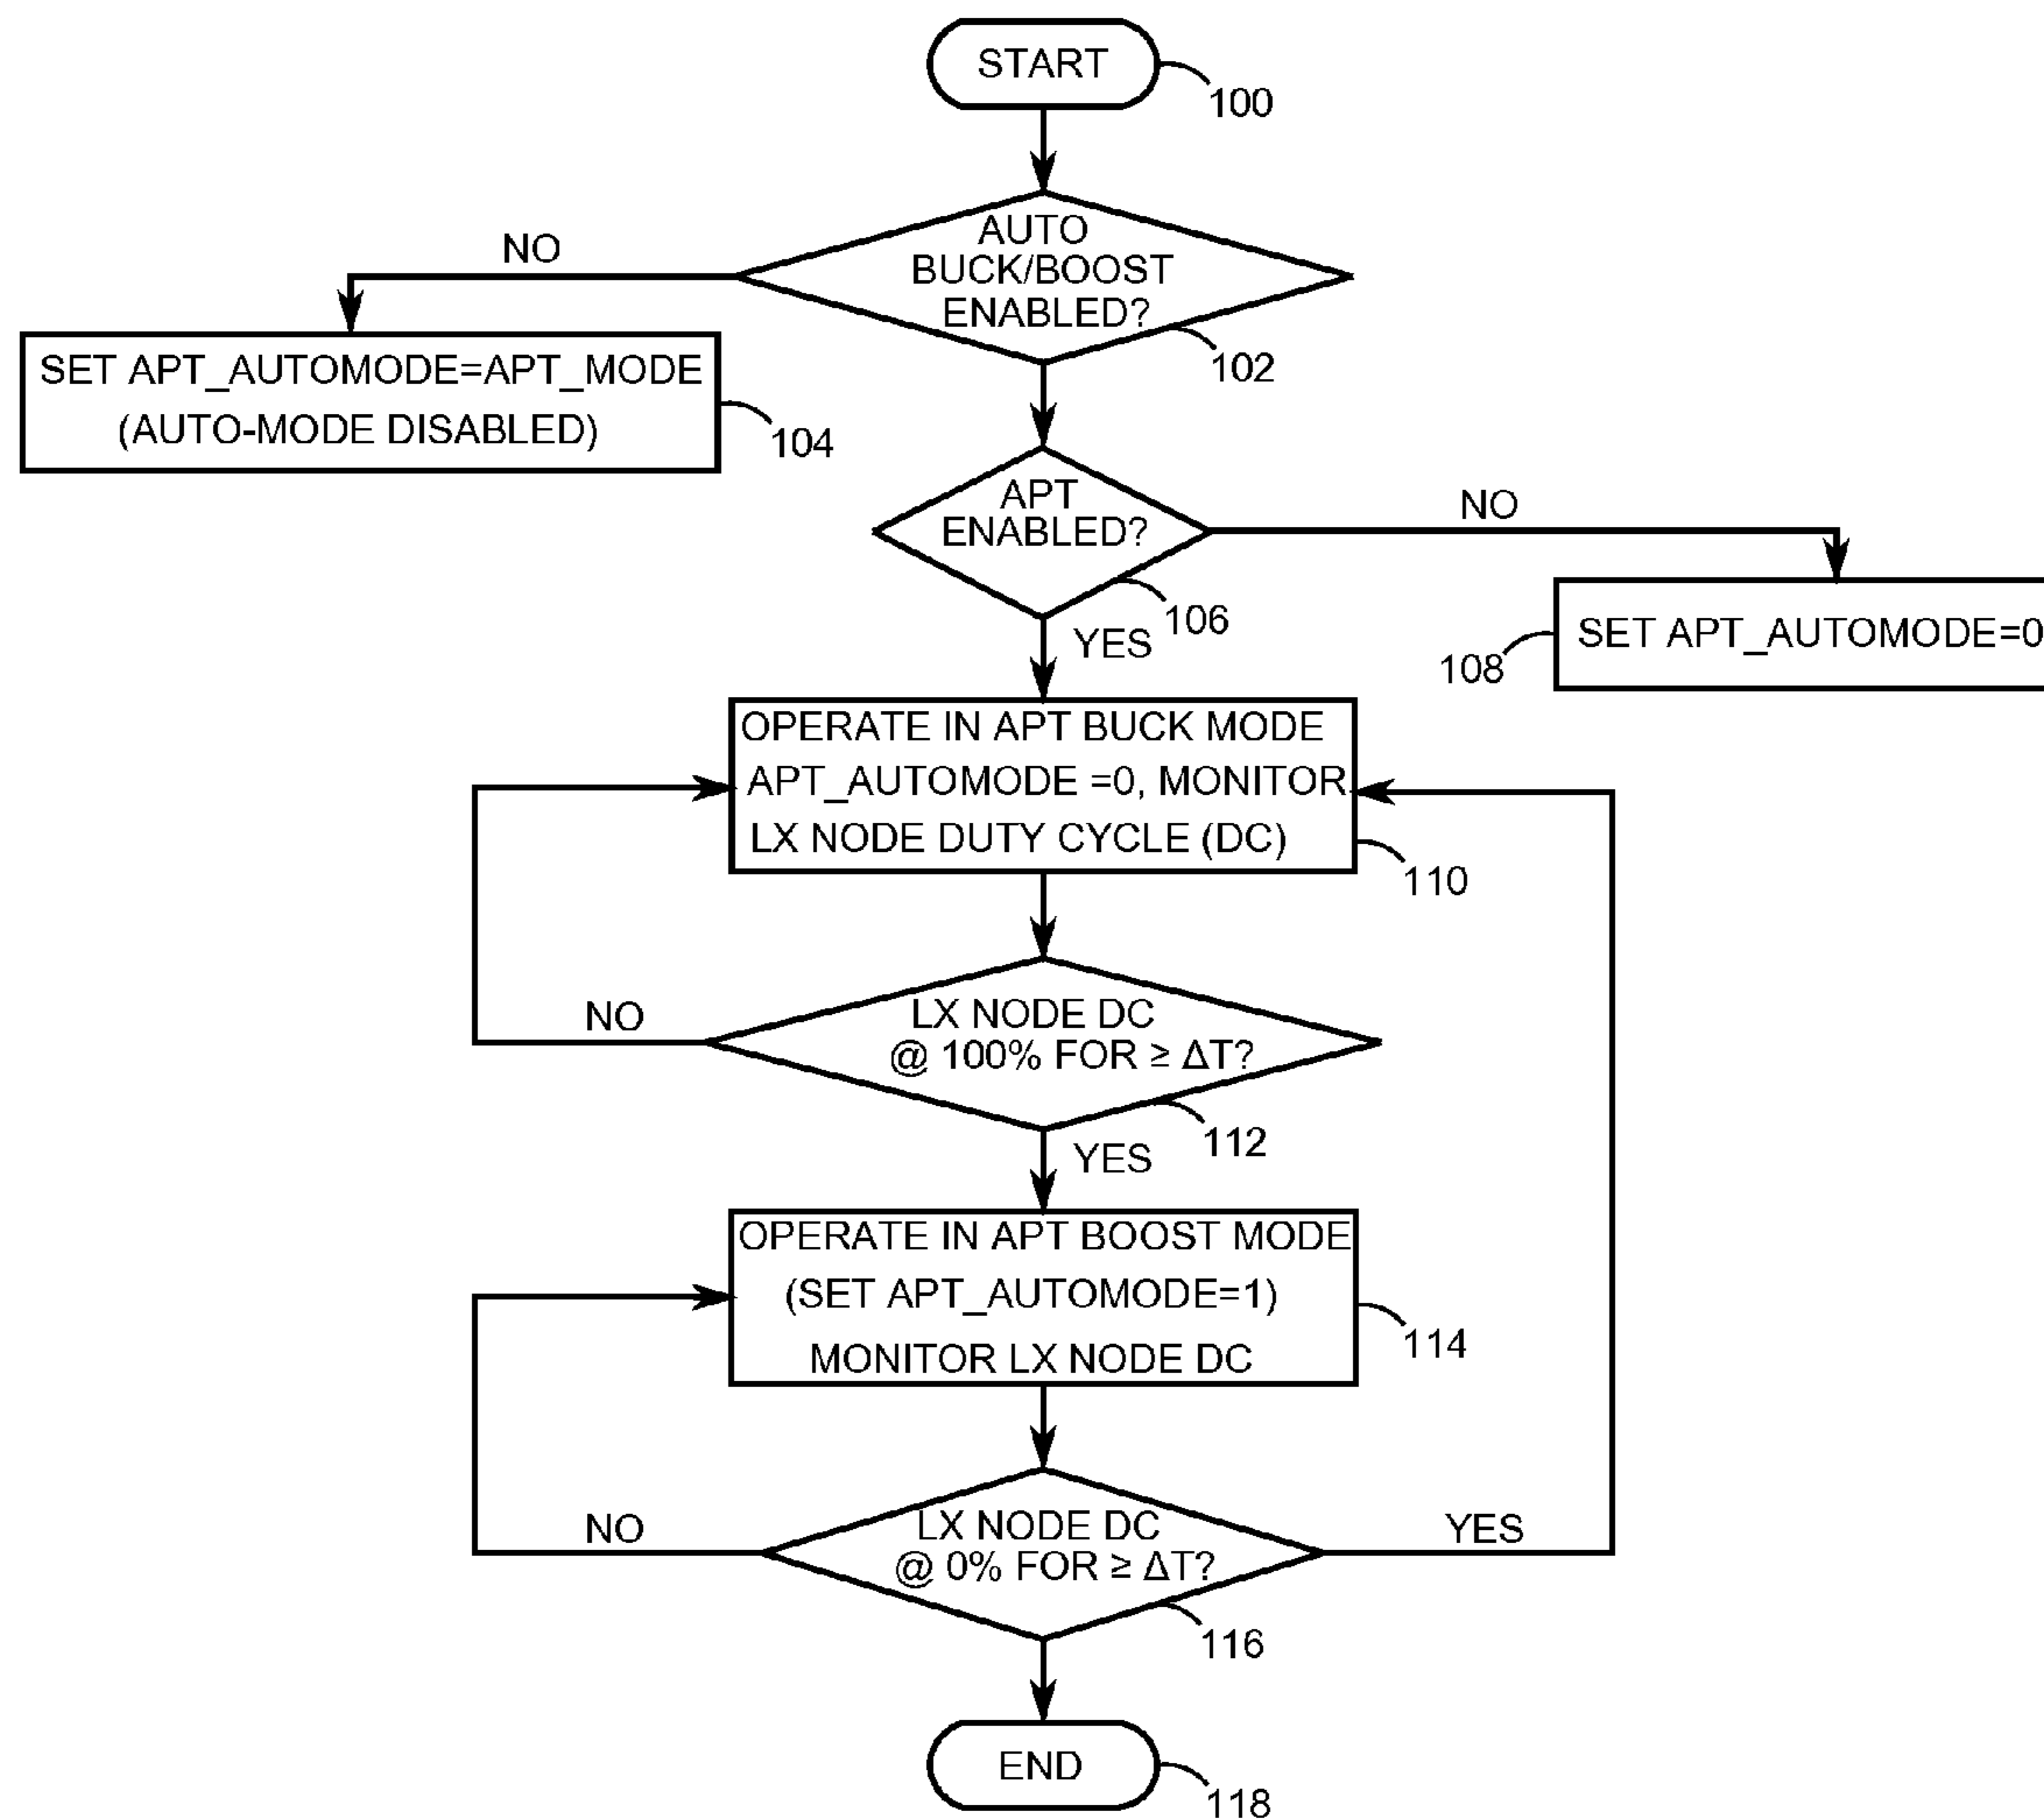 START
100
AUTO
BUCK/BOOST
ENABLED?
102
NO
SET APT_AUTOMODE=APT_MODE
(AUTO-MODE DISABLED)
104
APT
ENABLED?
106
NO
YES
SET APT_AUTOMODE=0
108
OPERATE IN APT BUCK MODE
APT_AUTOMODE =0, MONITOR
LX NODE DUTY CYCLE (DC)
110
LX NODE DC
@ 100% FOR ≥ ΔT?
NO
112
YES
OPERATE IN APT BOOST MODE
(SET APT_AUTOMODE=1)
MONITOR LX NODE DC
114
LX NODE DC
@ 0% FOR ≥ ΔT?
NO
YES
116
END
118